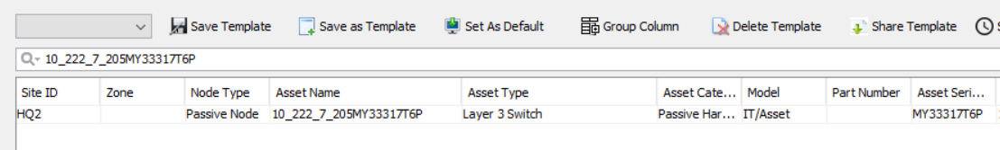 Save Template Save as Template Set As Default Group Column Delete Template Share Template
10_222_7_205MY33317T6P
Site ID Zone Node Type Asset Name Asset Type Asset Cate... Model Part Number Asset Seri...
HQ2 Passive Node 10_222_7_205MY33317T6P Layer 3 Switch Passive Har... IT/Asset MY33317T6P